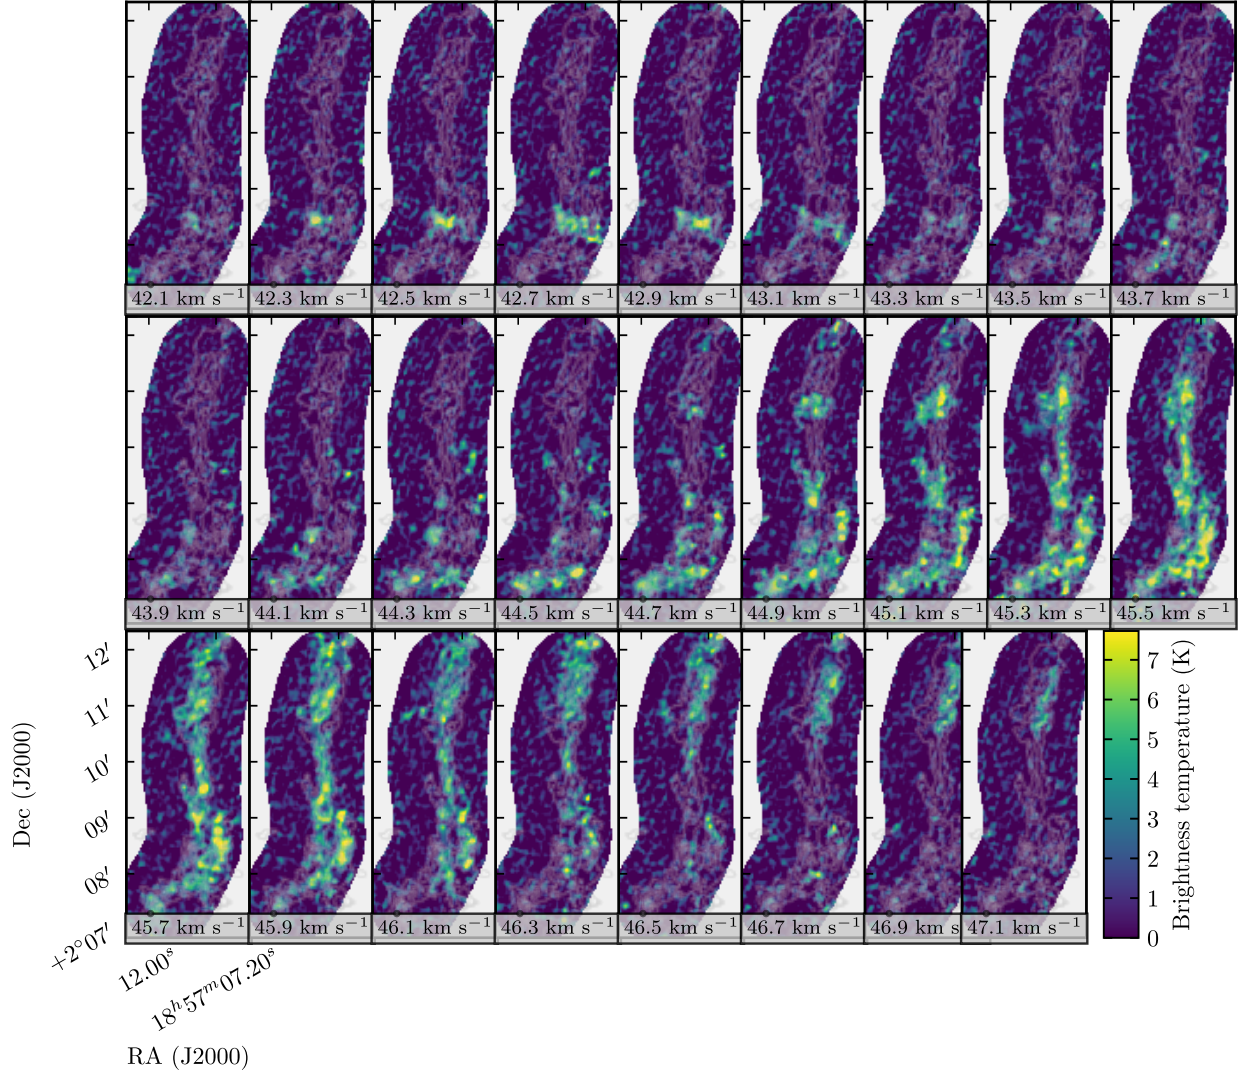 42.1 km s⁻¹ 42.3 km s⁻¹ 42.5 km s⁻¹ 42.7 km s⁻¹ 42.9 km s⁻¹ 43.1 km s⁻¹ 43.3 km s⁻¹ 43.5 km s⁻¹ 43.7 km s⁻¹
43.9 km s⁻¹ 44.1 km s⁻¹ 44.3 km s⁻¹ 44.5 km s⁻¹ 44.7 km s⁻¹ 44.9 km s⁻¹ 45.1 km s⁻¹ 45.3 km s⁻¹ 45.5 km s⁻¹
12′
11′
10′
09′
08′
+2°07′
Dec (J2000)
45.7 km s⁻¹ 45.9 km s⁻¹ 46.1 km s⁻¹ 46.3 km s⁻¹ 46.5 km s⁻¹ 46.7 km s⁻¹ 46.9 km s 47.1 km s⁻¹
7
6
5
4
3
2
1
0
Brightness temperature (K)
12.00ˢ
18ʰ57ᵐ07.20ˢ
RA (J2000)